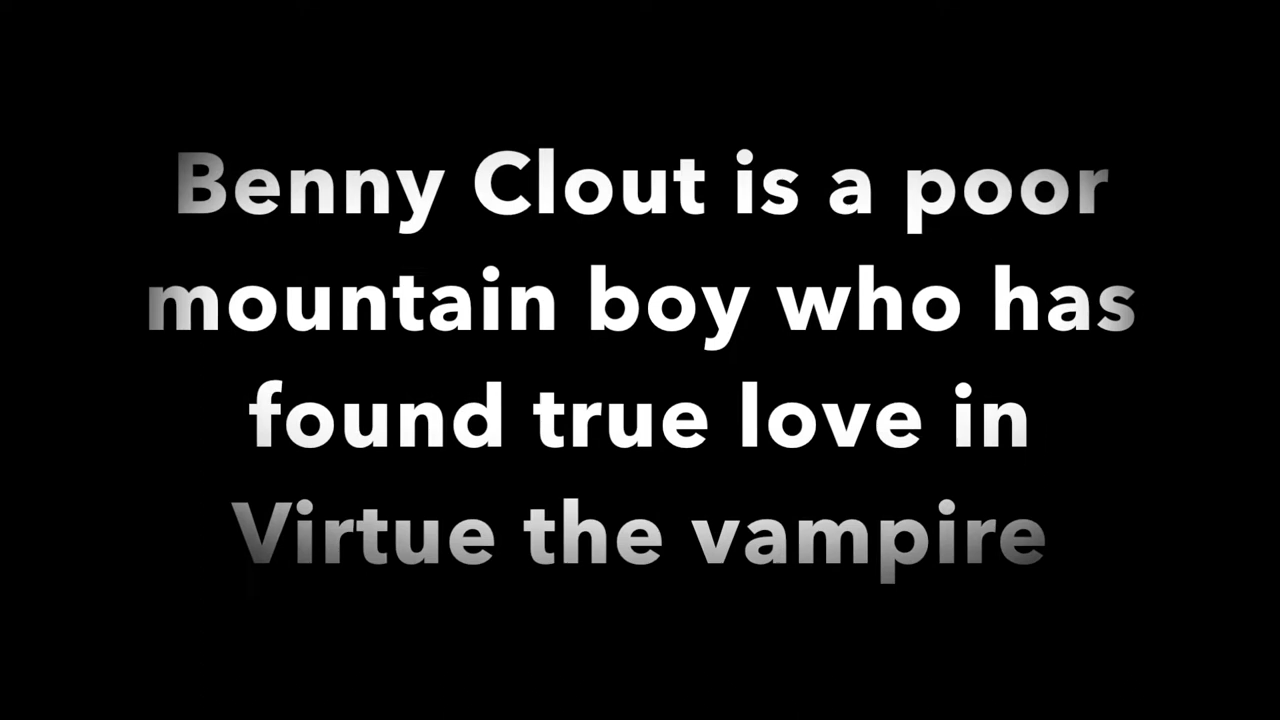 Benny Clout is a poor
mountain boy who has
found true love in
Virtue the vampire